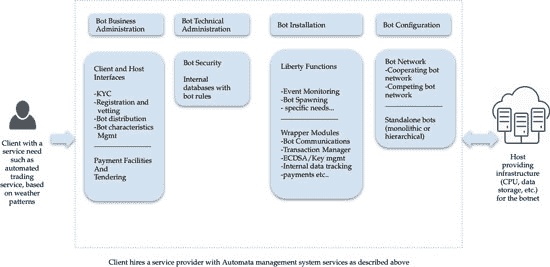 Bot Business
Administration
Bot Technical
Administration
Bot Installation
Bot Configuration
Client and Host
Interfaces
-KYC
-Registration and
vetting
-Bot distribution
-Bot characteristics
Mgmt
Payment Facilities
And
Tendering
Bot Security
Internal
databases with
bot rules
Liberty Functions
-Event Monitoring
-Bot Spawning
- specific needs...
Wrapper Modules
-Bot Communications
-Transaction Manager
-ECDSA/Key mgmt
-Internal data tracking
-payments etc..
Bot Network
-Cooperating bot
network
-Competing bot
network
Standalone bots
(monolithic or
hierarchical)
Client with a
service need
such as
automated
trading
service, based
on weather
patterns
Host
providing
infrastructure
(CPU, data
storage, etc.)
for the botnet
Client hires a service provider with Automata management system services as described above